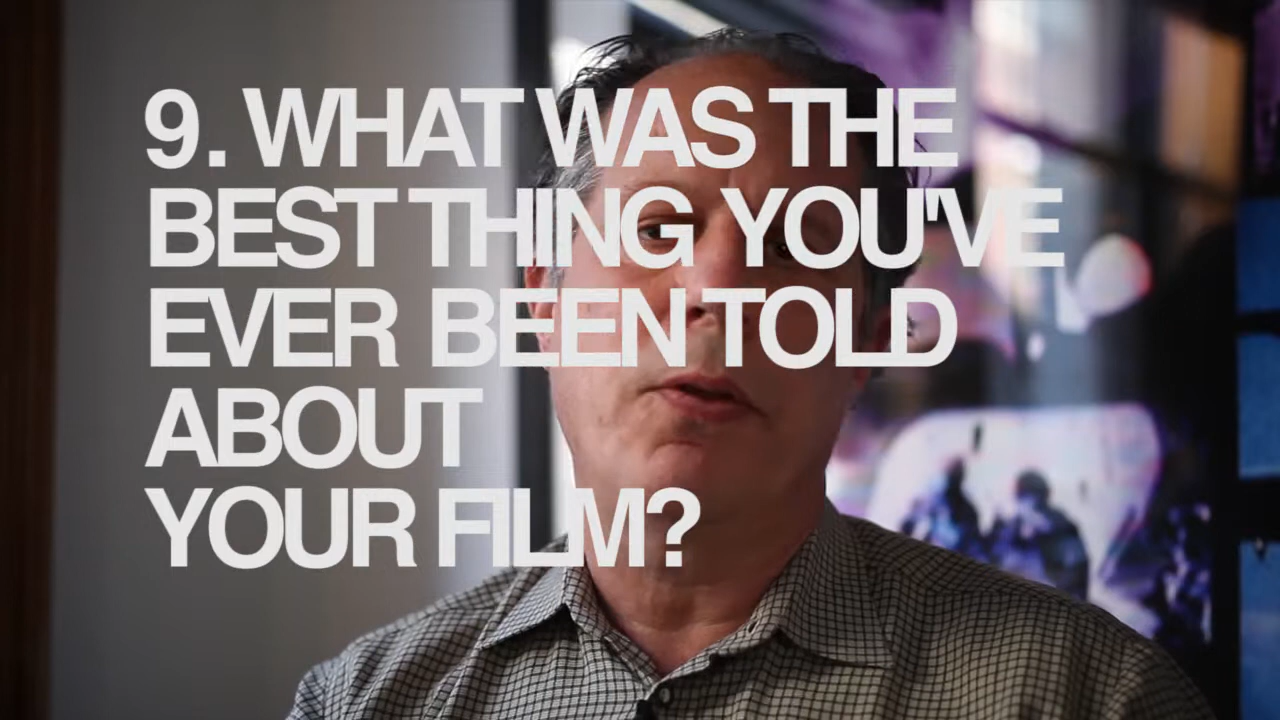 9. WHAT WAS THE
BEST THING YOU'VE
EVER BEEN TOLD
ABOUT
YOUR FILM?